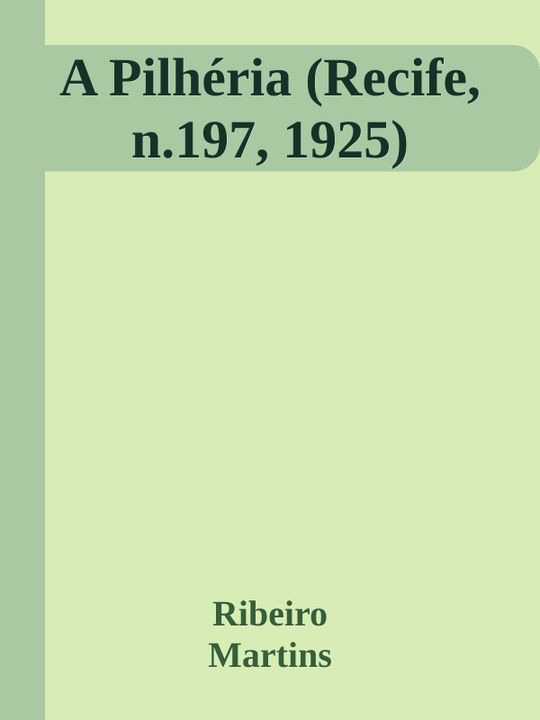 A Pilhéria (Recife,
n.197, 1925)
Ribeiro
Martins